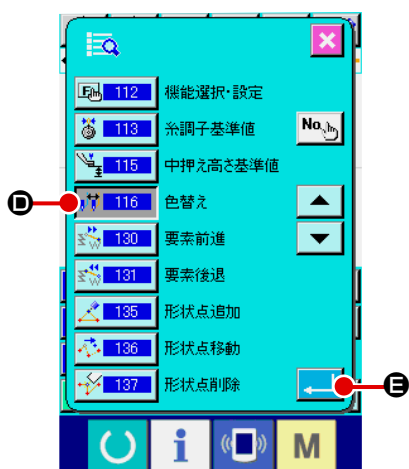 112 機能選択・設定
113 糸調子基準値
No.
115 中押え高さ基準値
D
116 色替え
130 要素前進
131 要素後退
135 形状点追加
136 形状点移動
137 形状点削除
E
i
M